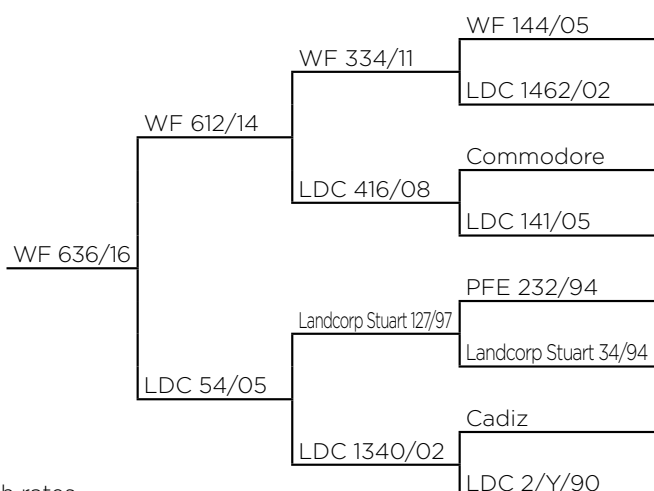 WF 144/05
WF 334/11
LDC 1462/02
WF 612/14
Commodore
LDC 416/08
LDC 141/05
WF 636/16
PFE 232/94
Landcorp Stuart 127/97
Landcorp Stuart 34/94
LDC 54/05
Cadiz
LDC 1340/02
LDC 2/Y/90